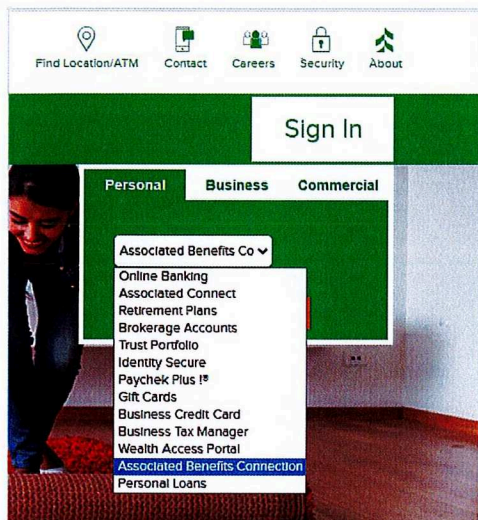 Find Location/ATM Contact Careers Security About
Sign In
Personal Business Commercial
Associated Benefits Co
Online Banking
Associated Connect
Retirement Plans
Brokerage Accounts
Trust Portfolio
Identity Secure
Paychek Plus !®
Gift Cards
Business Credit Card
Business Tax Manager
Wealth Access Portal
Associated Benefits Connection
Personal Loans